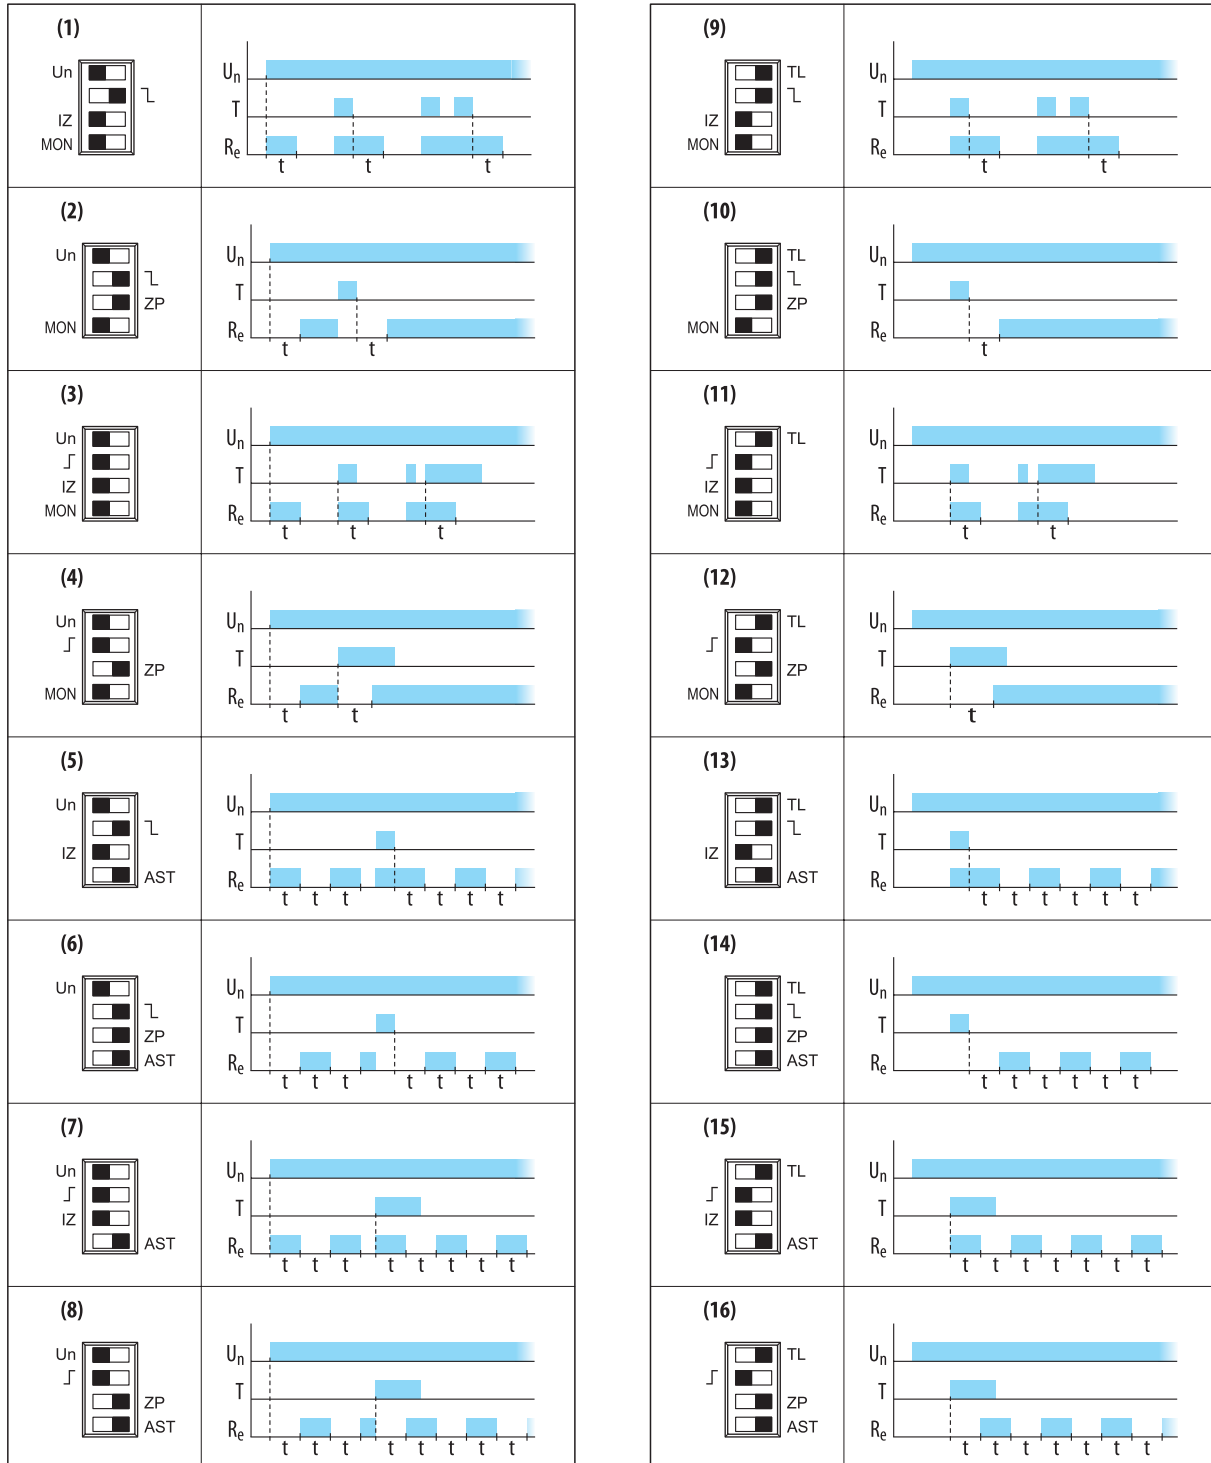 (1)
Un
IZ
MON
Un
T
Re
t t t
(2)
Un
ZP
MON
Un
T
Re
t t
(3)
Un
IZ
MON
Un
T
Re
t t t
(4)
Un
ZP
MON
Un
T
Re
t t
(5)
Un
IZ
AST
Un
T
Re
t t t t t t t
(6)
Un
ZP
AST
Un
T
Re
t t t t t t t
(7)
Un
IZ
AST
Un
T
Re
t t t t t t t t
(8)
Un
ZP
AST
Un
T
Re
t t t t t t t t
(9)
TL
IZ
MON
Un
T
Re
t t
(10)
TL
ZP
MON
Un
T
Re
t
(11)
TL
IZ
MON
Un
T
Re
t t
(12)
TL
ZP
MON
Un
T
Re
t
(13)
TL
IZ
AST
Un
T
Re
t t t t t t
(14)
TL
ZP
AST
Un
T
Re
t t t t t t
(15)
TL
IZ
AST
Un
T
Re
t t t t t t t
(16)
TL
ZP
AST
Un
T
Re
t t t t t t t